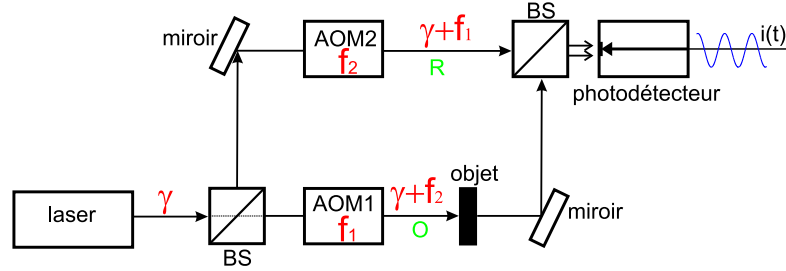 BS
miroir
AOM2
f₂
γ+f₁
R
i(t)
photodétecteur
laser
γ
BS
AOM1
f₁
γ+f₂
O
objet
miroir